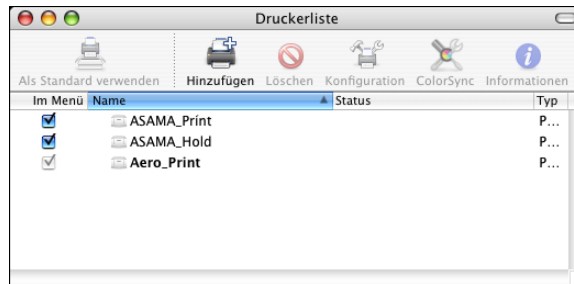 Druckerliste
Als Standard verwenden Hinzufügen Löschen Konfiguration ColorSync Informationen
Im Menü Name Status Typ
ASAMA_Print P...
ASAMA_Hold P...
Aero_Print P...